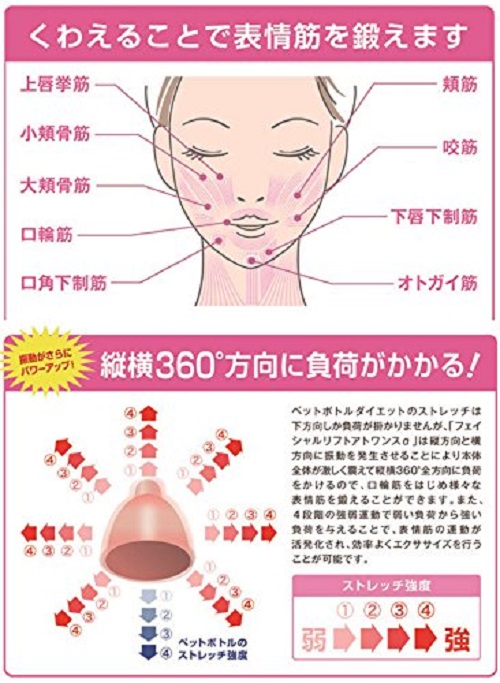 くわえることで表情筋を鍛えます
上唇挙筋
小頬骨筋
大頬骨筋
口輪筋
口角下制筋
頬筋
咬筋
下唇下制筋
オトガイ筋
振動がさらに
パワーアップ!
縦横360°方向に負荷がかかる!
④
③
②
①
④
③
②
①
①
②
③
④
④③②①
①②③④
④
③
②
①
①
②
③
④
①
②
③
④
ペットボトルの
ストレッチ強度
ペットボトルダイエットのストレッチは
下方向しか負荷が掛かりませんが、「フェイ
シャルリフトアトワンスα」は縦方向と横
方向に振動を発生させることにより本体
全体が激しく震えて縦横360°全方向に負荷
をかけるので、口輪筋をはじめ様々な
表情筋を鍛えることができます。また、
4段階の強弱運動で弱い負荷から強い
負荷を与えることで、表情筋の運動が
活発化され、効率よくエクササイズを行う
ことが可能です。
ストレッチ強度
①②③④
弱 強